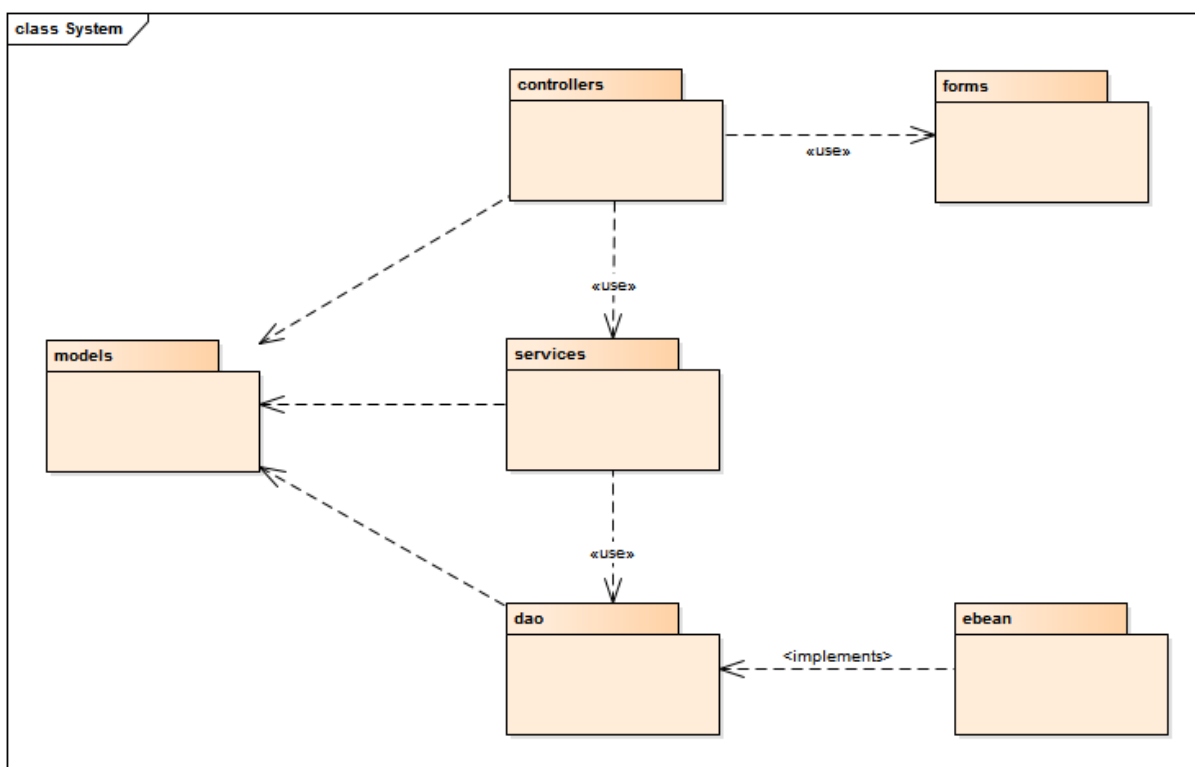 class System
controllers
forms
«use»
«use»
models
services
«use»
dao
ebean
<implements>